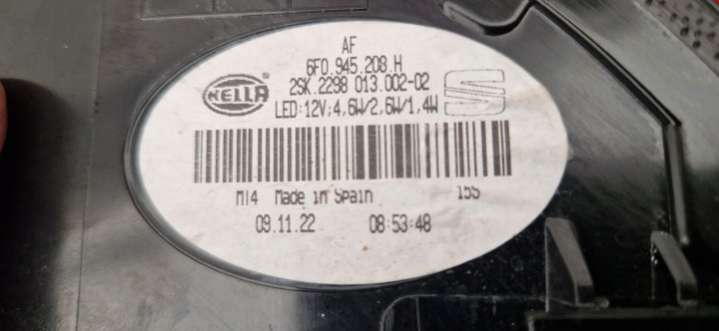 AF
6F0.945.208.H
HELLA
2SK.2298 013.002-02
LED:12V;4,6W/2,6W/1,4W
M14 Made in Spain 15S
09.11.22 08:53:48